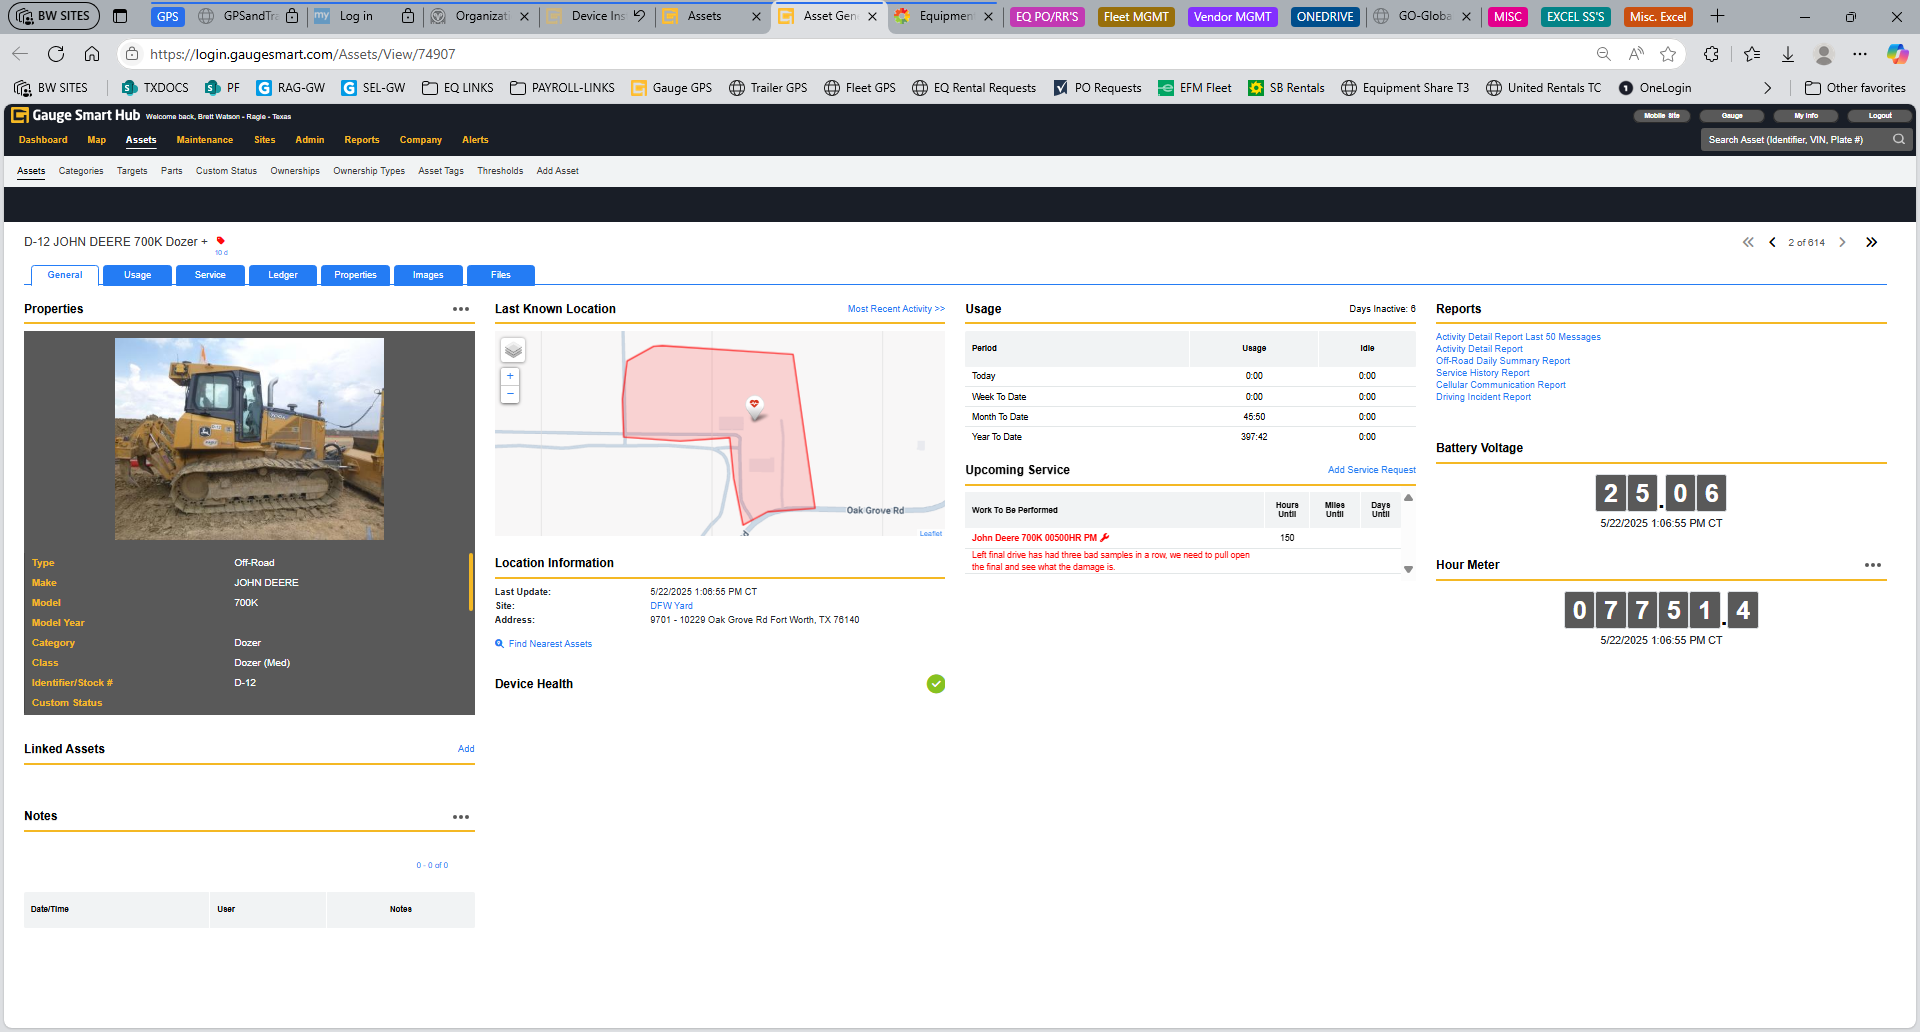 BW SITES
GPS
GPSandTra
Log in
Organizati
Device Ins
Assets
Asset Gen
Equipment
EQ PO/RR'S
Fleet MGMT
Vendor MGMT
ONEDRIVE
GO-Globa
MISC
EXCEL SS'S
Misc. Excel
https://login.gaugesmart.com/Assets/View/74907
BW SITES
TXDOCS
PF
RAG-GW
SEL-GW
EQ LINKS
PAYROLL-LINKS
Gauge GPS
Trailer GPS
Fleet GPS
EQ Rental Requests
PO Requests
EFM Fleet
SB Rentals
Equipment Share T3
United Rentals TC
OneLogin
Other favorites
Gauge Smart Hub Welcome back, Brett Watson - Ragle - Texas
Mobile Site
Gauge
My Info
Logout
Dashboard
Map
Assets
Maintenance
Sites
Admin
Reports
Company
Alerts
Search Asset (Identifier, VIN, Plate #)
Assets
Categories
Targets
Parts
Custom Status
Ownerships
Ownership Types
Asset Tags
Thresholds
Add Asset
D-12 JOHN DEERE 700K Dozer +
10 d
2 of 614
General
Usage
Service
Ledger
Properties
Images
Files
Properties
Type Off-Road
Make JOHN DEERE
Model 700K
Model Year
Category Dozer
Class Dozer (Med)
Identifier/Stock # D-12
Custom Status
Linked Assets
Add
Notes
0 - 0 of 0
Date/Time User Notes
Last Known Location
Most Recent Activity >>
+
−
Oak Grove Rd
Leaflet
Location Information
Last Update: 5/22/2025 1:06:55 PM CT
Site: DFW Yard
Address: 9701 - 10229 Oak Grove Rd Fort Worth, TX 76140
Find Nearest Assets
Device Health
Usage
Days Inactive: 6
Period Usage Idle
Today 0:00 0:00
Week To Date 0:00 0:00
Month To Date 45:50 0:00
Year To Date 397:42 0:00
Upcoming Service
Add Service Request
Work To Be Performed
Hours Until
Miles Until
Days Until
John Deere 700K 00500HR PM 150
Left final drive has had three bad samples in a row, we need to pull open
the final and see what the damage is.
Reports
Activity Detail Report Last 50 Messages
Activity Detail Report
Off-Road Daily Summary Report
Service History Report
Cellular Communication Report
Driving Incident Report
Battery Voltage
25.06
5/22/2025 1:06:55 PM CT
Hour Meter
07751.4
5/22/2025 1:06:55 PM CT